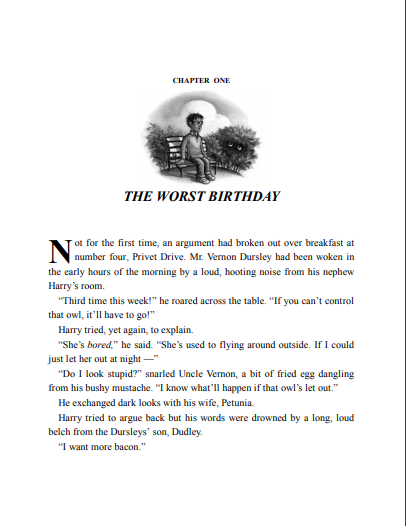 CHAPTER ONE
THE WORST BIRTHDAY
Not for the first time, an argument had broken out over breakfast at
number four, Privet Drive. Mr. Vernon Dursley had been woken in
the early hours of the morning by a loud, hooting noise from his nephew
Harry’s room.
“Third time this week!” he roared across the table. “If you can’t control
that owl, it’ll have to go!”
Harry tried, yet again, to explain.
“She’s bored,” he said. “She’s used to flying around outside. If I could
just let her out at night —”
“Do I look stupid?” snarled Uncle Vernon, a bit of fried egg dangling
from his bushy mustache. “I know what’ll happen if that owl’s let out.”
He exchanged dark looks with his wife, Petunia.
Harry tried to argue back but his words were drowned by a long, loud
belch from the Dursleys’ son, Dudley.
“I want more bacon.”